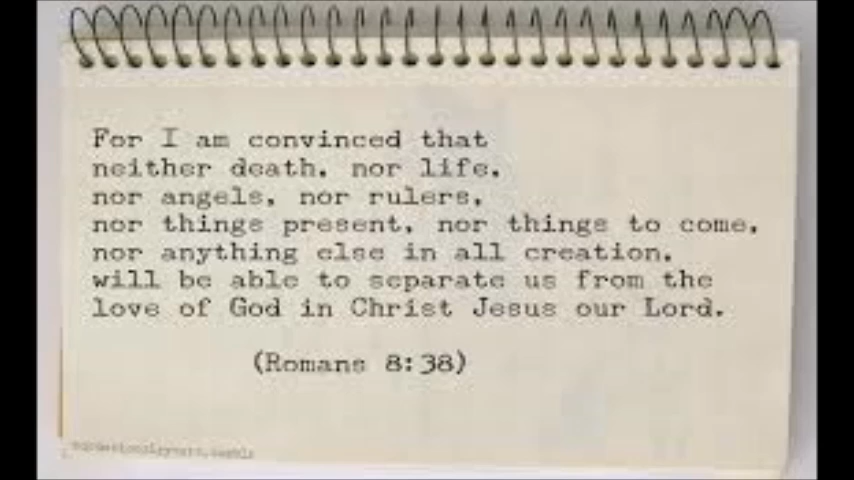 For I am convinced that
neither death, nor life,
nor angels, nor rulers,
nor things present, nor things to come,
nor anything else in all creation,
will be able to separate us from the
love of God in Christ Jesus our Lord.
(Romans 8:38)